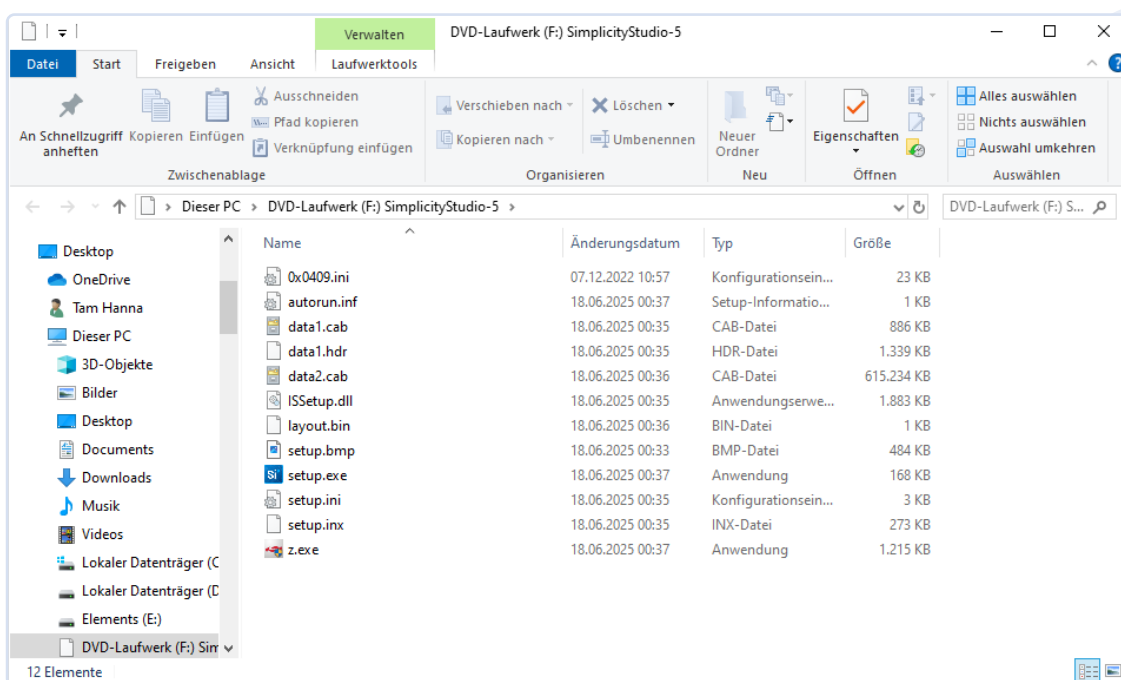 Verwalten DVD-Laufwerk (F:) SimplicityStudio-5
Datei Start Freigeben Ansicht Laufwerktools
An Schnellzugriff anheften
Kopieren
Einfügen
Ausschneiden
Pfad kopieren
Verknüpfung einfügen
Zwischenablage
Verschieben nach
Kopieren nach
Löschen
Umbenennen
Organisieren
Neuer Ordner
Neu
Eigenschaften
Öffnen
Alles auswählen
Nichts auswählen
Auswahl umkehren
Auswählen
Dieser PC > DVD-Laufwerk (F:) SimplicityStudio-5 >
DVD-Laufwerk (F:) S...
Desktop
OneDrive
Tam Hanna
Dieser PC
3D-Objekte
Bilder
Desktop
Documents
Downloads
Musik
Videos
Lokaler Datenträger (C
Lokaler Datenträger (D
Elements (E:)
DVD-Laufwerk (F:) Sim
Name Änderungsdatum Typ Größe
0x0409.ini 07.12.2022 10:57 Konfigurationsein... 23 KB
autorun.inf 18.06.2025 00:37 Setup-Informatio... 1 KB
data1.cab 18.06.2025 00:35 CAB-Datei 886 KB
data1.hdr 18.06.2025 00:35 HDR-Datei 1.339 KB
data2.cab 18.06.2025 00:36 CAB-Datei 615.234 KB
ISSetup.dll 18.06.2025 00:35 Anwendungserwe... 1.883 KB
layout.bin 18.06.2025 00:36 BIN-Datei 1 KB
setup.bmp 18.06.2025 00:33 BMP-Datei 484 KB
setup.exe 18.06.2025 00:37 Anwendung 168 KB
setup.ini 18.06.2025 00:35 Konfigurationsein... 3 KB
setup.inx 18.06.2025 00:35 INX-Datei 273 KB
z.exe 18.06.2025 00:37 Anwendung 1.215 KB
12 Elemente